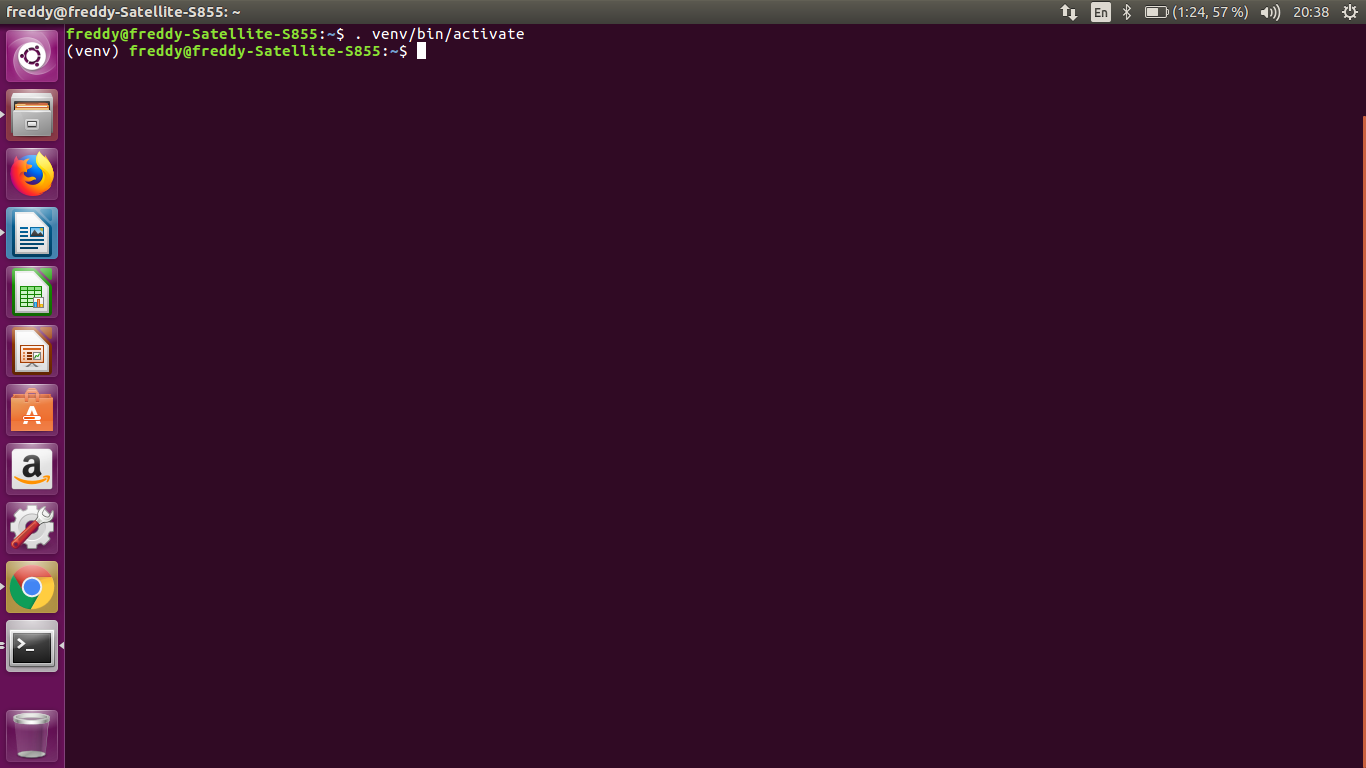 freddy@freddy-Satellite-S855: ~
En
(1:24, 57 %)
20:38
freddy@freddy-Satellite-S855:~$ . venv/bin/activate
(venv) freddy@freddy-Satellite-S855:~$
A
a
>_